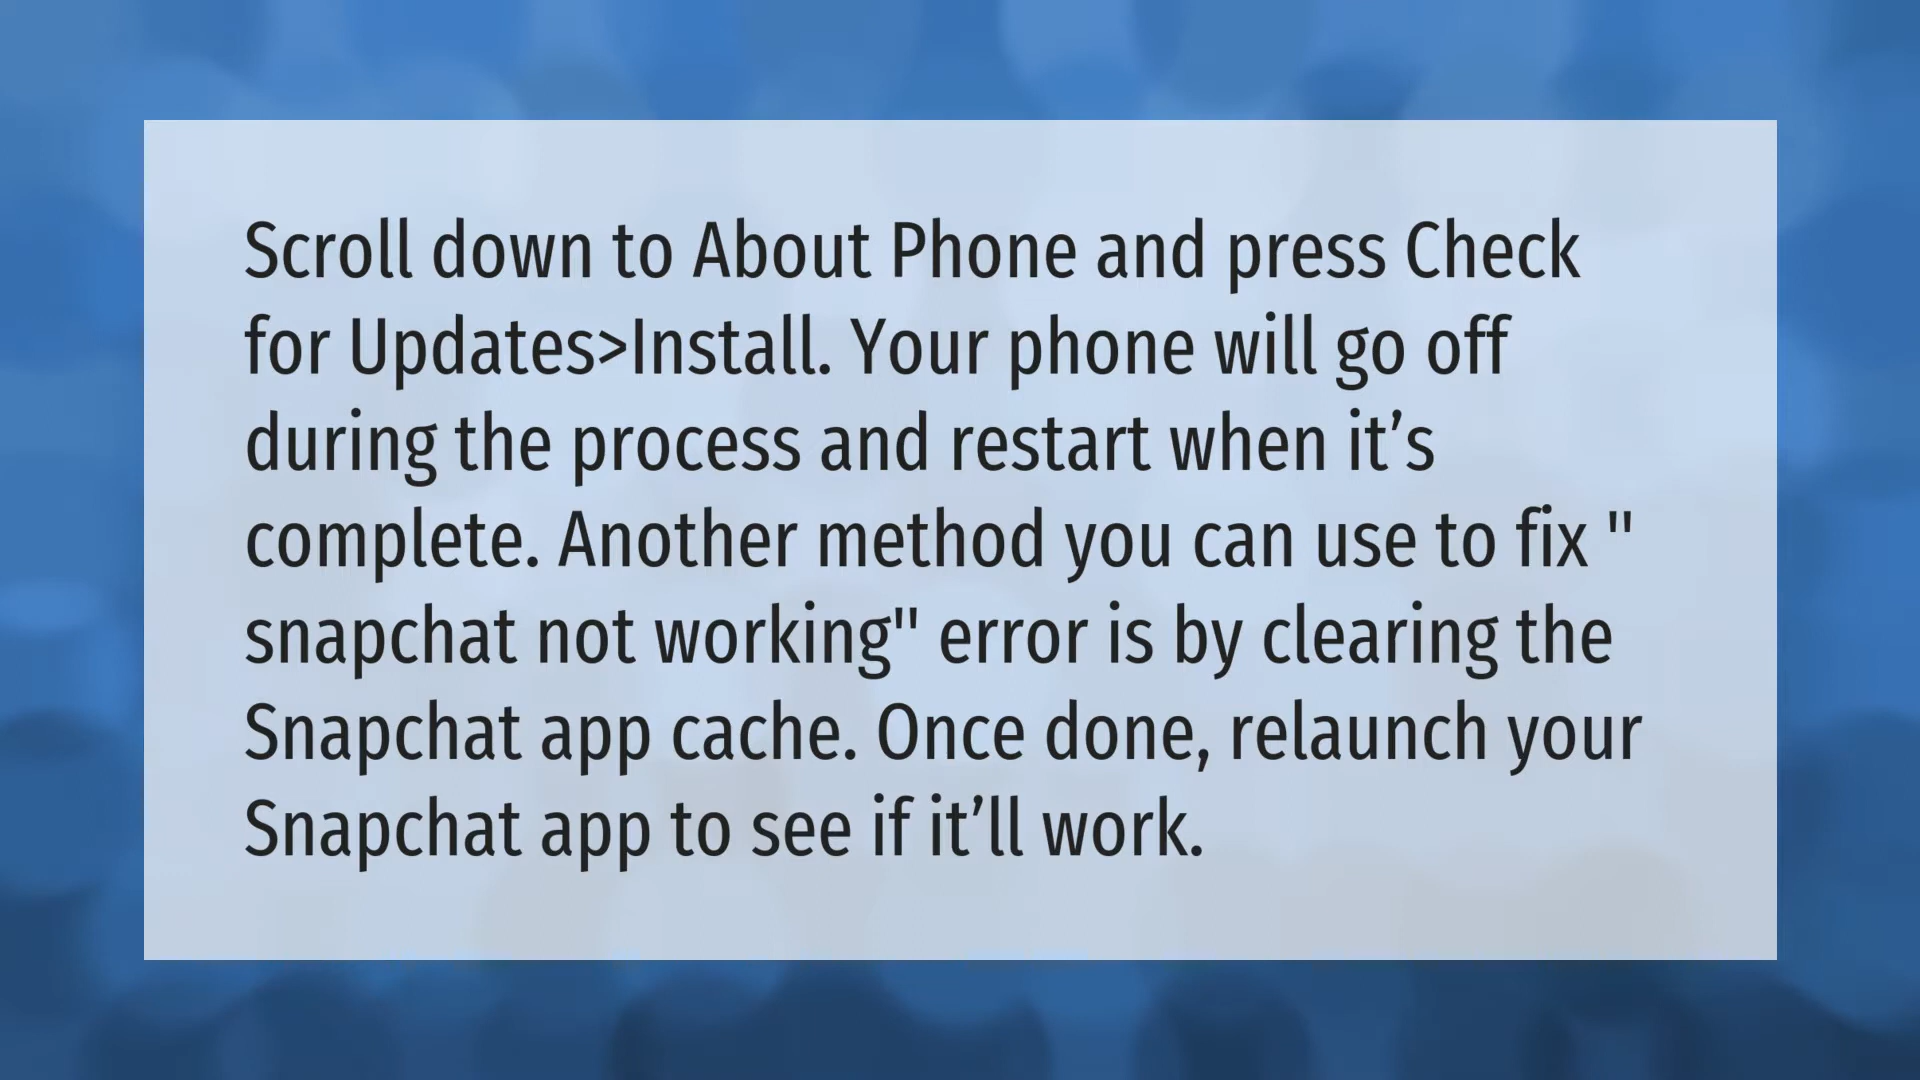 Scroll down to About Phone and press Check
for Updates>Install. Your phone will go off
during the process and restart when it’s
complete. Another method you can use to fix "
snapchat not working" error is by clearing the
Snapchat app cache. Once done, relaunch your
Snapchat app to see if it’ll work.